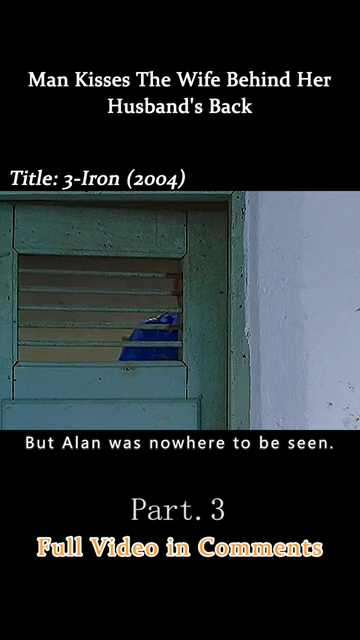 Man Kisses The Wife Behind Her
Husband's Back
Title: 3-Iron (2004)
But Alan was nowhere to be seen.
Part.3
Full Video in Comments